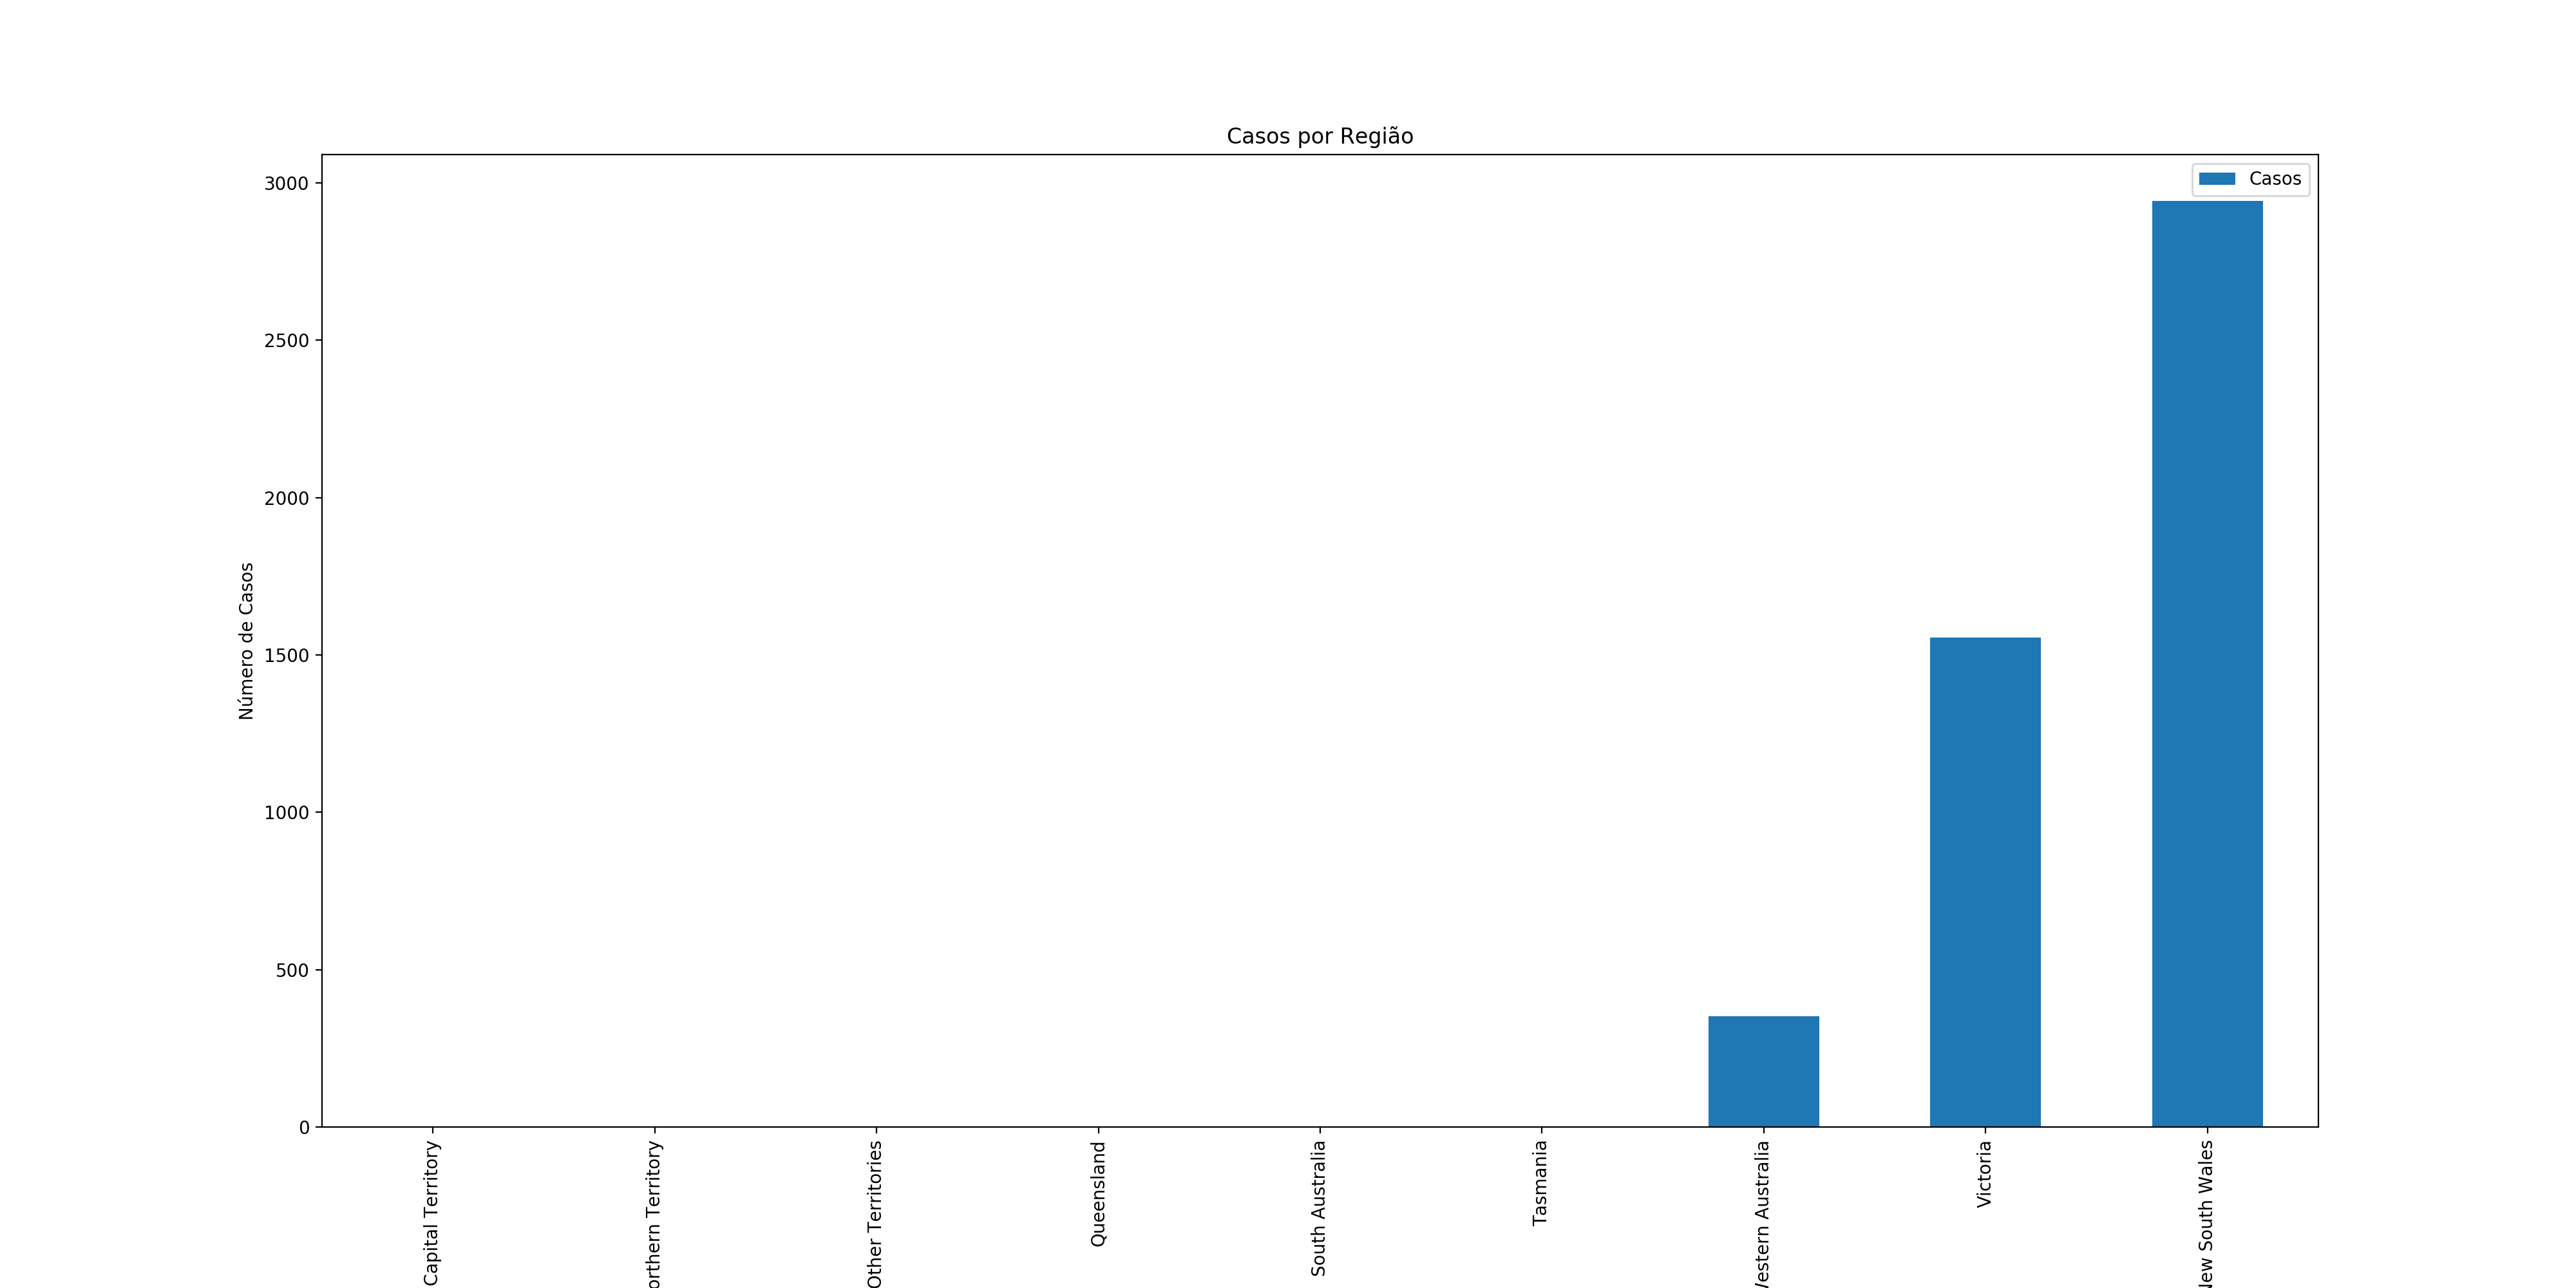 Casos por Região
Casos
3000
2500
2000
1500
1000
500
0
Número de Casos
Capital Territory
orthern Territory
Other Territories
Queensland
South Australia
Tasmania
Western Australia
Victoria
New South Wales